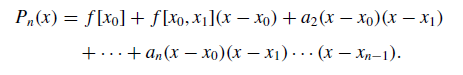 Pₙ(x) = f[x₀] + f[x₀, x₁](x − x₀) + a₂(x − x₀)(x − x₁)
+ · · · + aₙ(x − x₀)(x − x₁) · · · (x − xₙ₋₁).